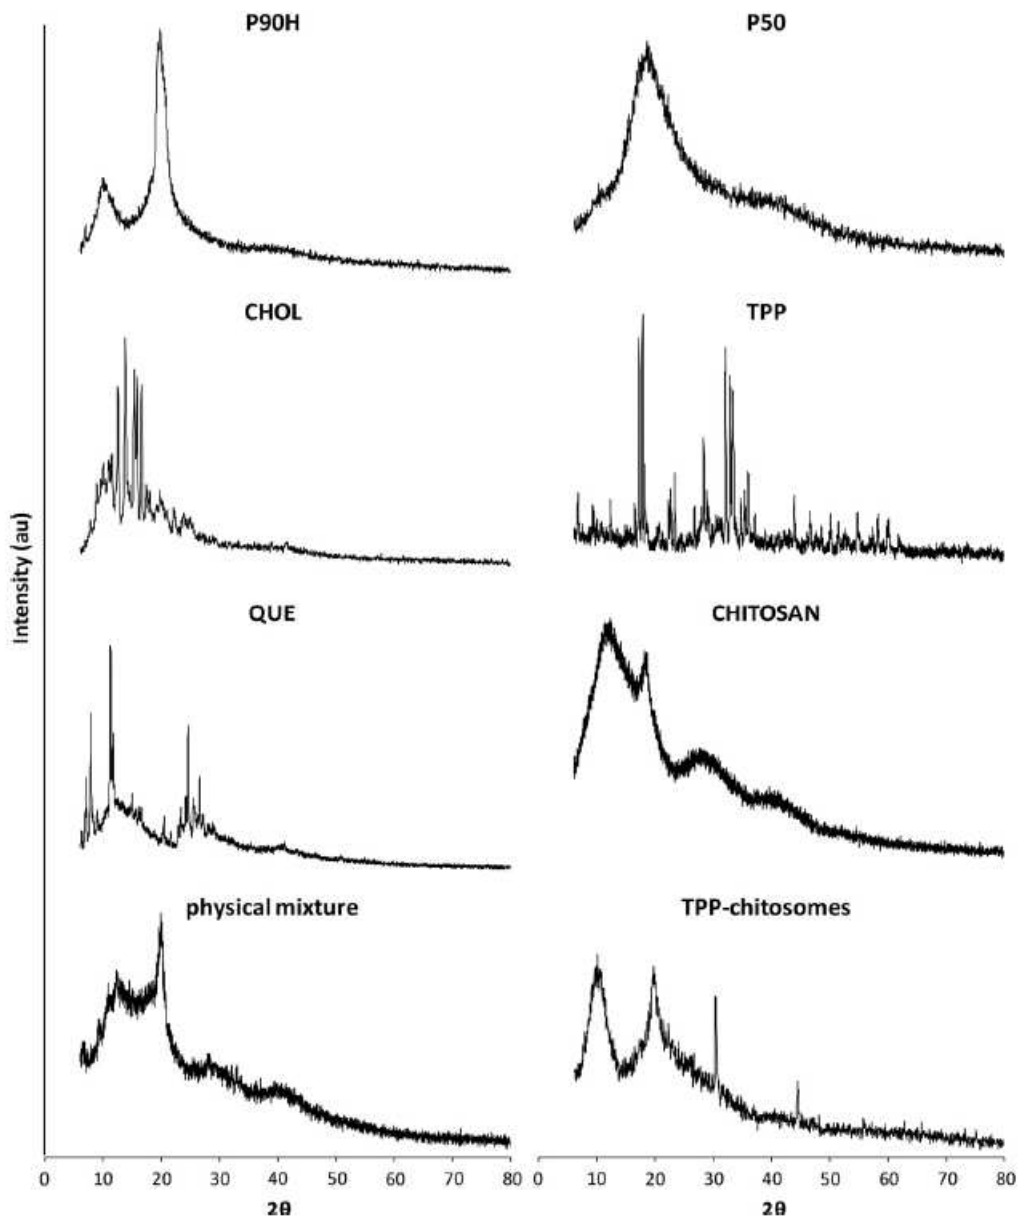 P90H
P50
CHOL
TPP
QUE
CHITOSAN
physical mixture
TPP-chitosomes
Intensity (au)
0 10 20 30 40 50 60 70 80
0 10 20 30 40 50 60 70 80
2θ
2θ